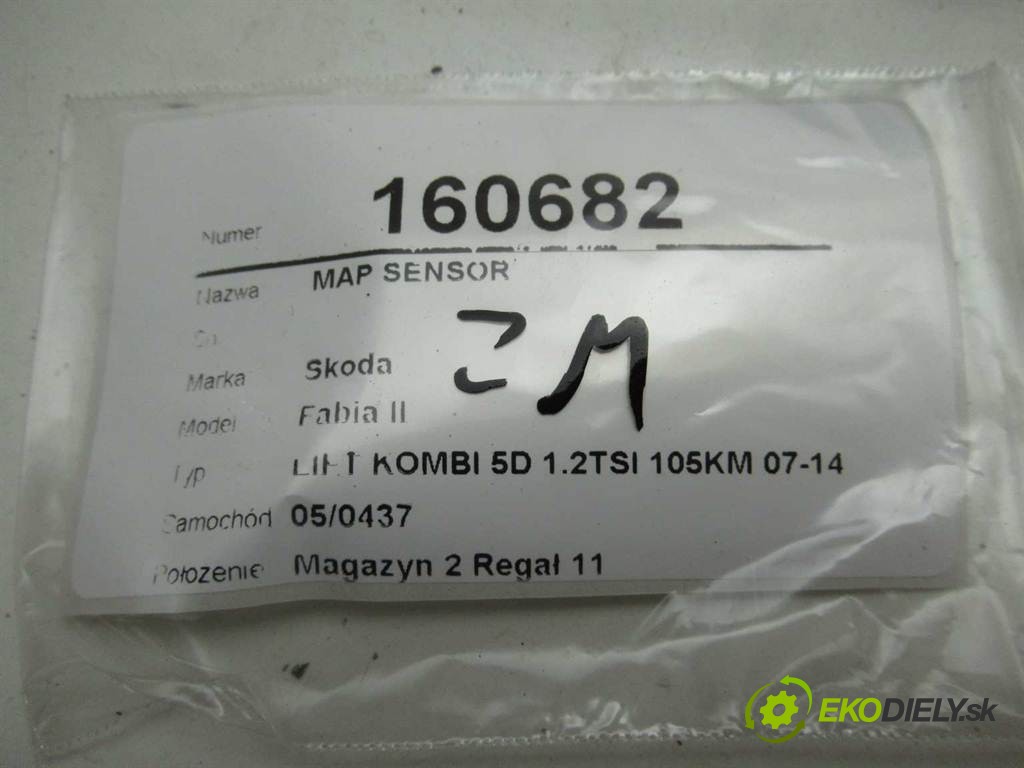 Numer 160682
Nazwa MAP SENSOR
Marka Skoda
Model Fabia II
Typ LIFT KOMBI 5D 1.2TSI 105KM 07-14
Samochód 05/0437
Położenie Magazyn 2 Regał 11
EKODIELY.sk